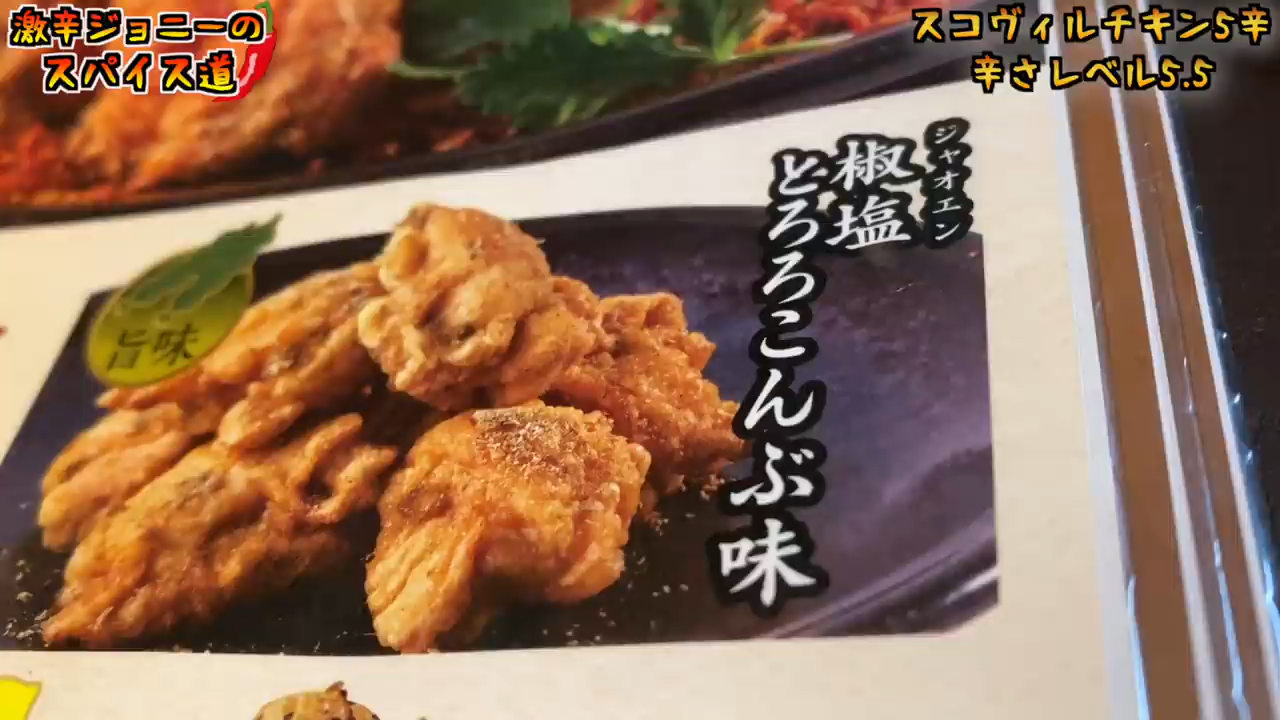 激辛ジョニーの
スパイス道
スコヴィルチキン5辛
辛さレベル5.5
ジャオエン
椒塩
とろろこんぶ味
旨味